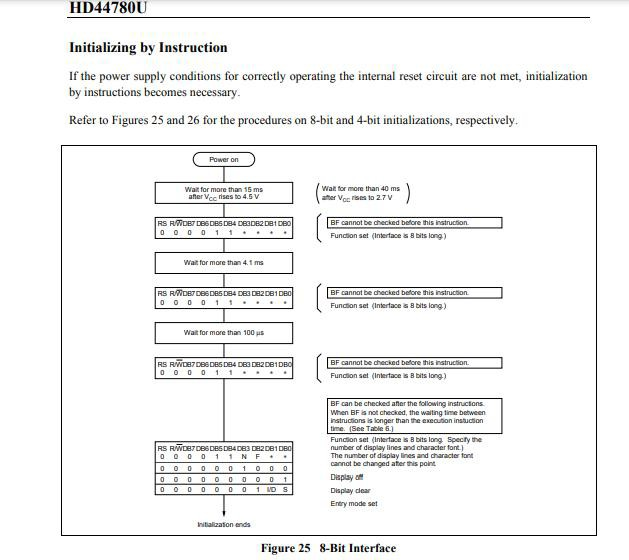 HD44780U
Initializing by Instruction
If the power supply conditions for correctly operating the internal reset circuit are not met, initialization
by instructions becomes necessary.
Refer to Figures 25 and 26 for the procedures on 8-bit and 4-bit initializations, respectively.
Power on
Wait for more than 15 ms
after VCC rises to 4.5 V
Wait for more than 40 ms
after VCC rises to 2.7 V
RS R/W DB7 DB6 DB5 DB4 DB3 DB2 DB1 DB0
0 0 0 0 1 1 * * * *
BF cannot be checked before this instruction.
Function set (Interface is 8 bits long.)
Wait for more than 4.1 ms
RS R/W DB7 DB6 DB5 DB4 DB3 DB2 DB1 DB0
0 0 0 0 1 1 * * * *
BF cannot be checked before this instruction.
Function set (Interface is 8 bits long.)
Wait for more than 100 µs
RS R/W DB7 DB6 DB5 DB4 DB3 DB2 DB1 DB0
0 0 0 0 1 1 * * * *
BF cannot be checked before this instruction.
Function set (Interface is 8 bits long.)
BF can be checked after the following instructions.
When BF is not checked, the waiting time between
instructions is longer than the execution instuction
time. (See Table 6.)
RS R/W DB7 DB6 DB5 DB4 DB3 DB2 DB1 DB0
0 0 0 0 1 1 N F * *
0 0 0 0 0 0 1 0 0 0
0 0 0 0 0 0 0 0 0 1
0 0 0 0 0 0 0 1 I/D S
Function set (Interface is 8 bits long. Specify the
number of display lines and character font.)
The number of display lines and character font
cannot be changed after this point.
Display off
Display clear
Entry mode set
Initialization ends
Figure 25 8-Bit Interface